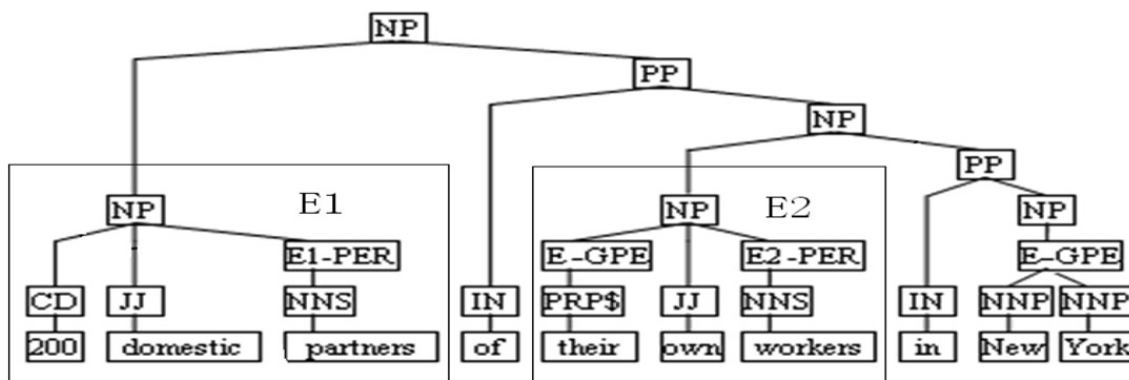 NP
PP
NP
PP
NP E1 NP E2 NP
E1-PER E-GPE E2-PER E-GPE
CD JJ NNS IN PRP$ JJ NNS IN NNP NNP
200 domestic partners of their own workers in New York